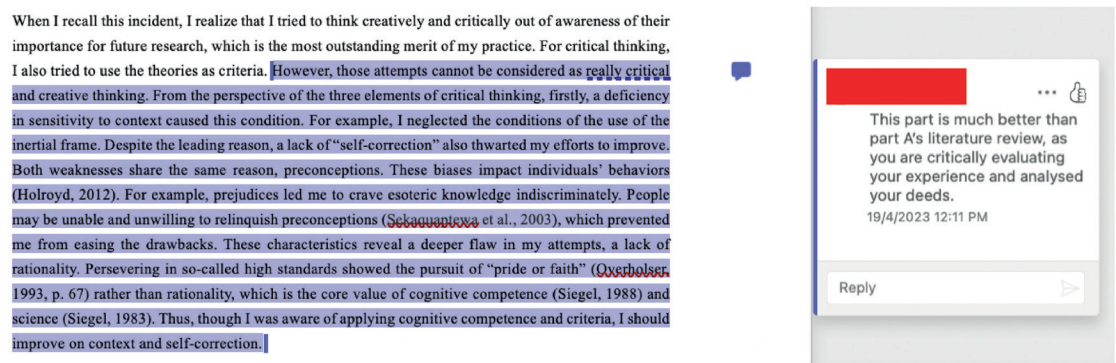 When I recall this incident, I realize that I tried to think creatively and critically out of awareness of their
importance for future research, which is the most outstanding merit of my practice. For critical thinking,
I also tried to use the theories as criteria. However, those attempts cannot be considered as really critical
and creative thinking. From the perspective of the three elements of critical thinking, firstly, a deficiency
in sensitivity to context caused this condition. For example, I neglected the conditions of the use of the
inertial frame. Despite the leading reason, a lack of “self-correction” also thwarted my efforts to improve.
Both weaknesses share the same reason, preconceptions. These biases impact individuals’ behaviors
(Holroyd, 2012). For example, prejudices led me to crave esoteric knowledge indiscriminately. People
may be unable and unwilling to relinquish preconceptions (Sekaquaptewa et al., 2003), which prevented
me from easing the drawbacks. These characteristics reveal a deeper flaw in my attempts, a lack of
rationality. Persevering in so-called high standards showed the pursuit of “pride or faith” (Overholser,
1993, p. 67) rather than rationality, which is the core value of cognitive competence (Siegel, 1988) and
science (Siegel, 1983). Thus, though I was aware of applying cognitive competence and criteria, I should
improve on context and self-correction.
This part is much better than
part A’s literature review, as
you are critically evaluating
your experience and analysed
your deeds.
19/4/2023 12:11 PM
Reply